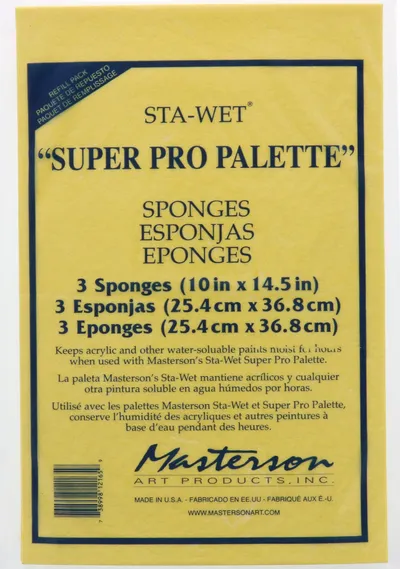 REFILL PACK
PAQUETE DE REPUESTO
PAQUET DE REMPLISSAGE
STA-WET®
“SUPER PRO PALETTE”
SPONGES
ESPONJAS
EPONGES
3 Sponges (10 in x 14.5 in)
3 Esponjas (25.4 cm x 36.8 cm)
3 Eponges (25.4 cm x 36.8 cm)
Keeps acrylic and other water-soluble paints moist for hours
when used with Masterson's Sta-Wet Super Pro Palette.
La paleta Masterson's Sta-Wet mantiene acrílicos y cualquier
otra pintura soluble en agua húmedos por horas.
Utilisé avec les palettes Masterson Sta-Wet et Super Pro Palette,
conserve l'humidité des acryliques et autres peintures à
base d'eau pendant des heures.
Masterson
ART PRODUCTS, INC.
MADE IN U.S.A. - FABRICADO EN EE.UU - FABRIQUÉ AUX É.-U.
WWW.MASTERSONART.COM